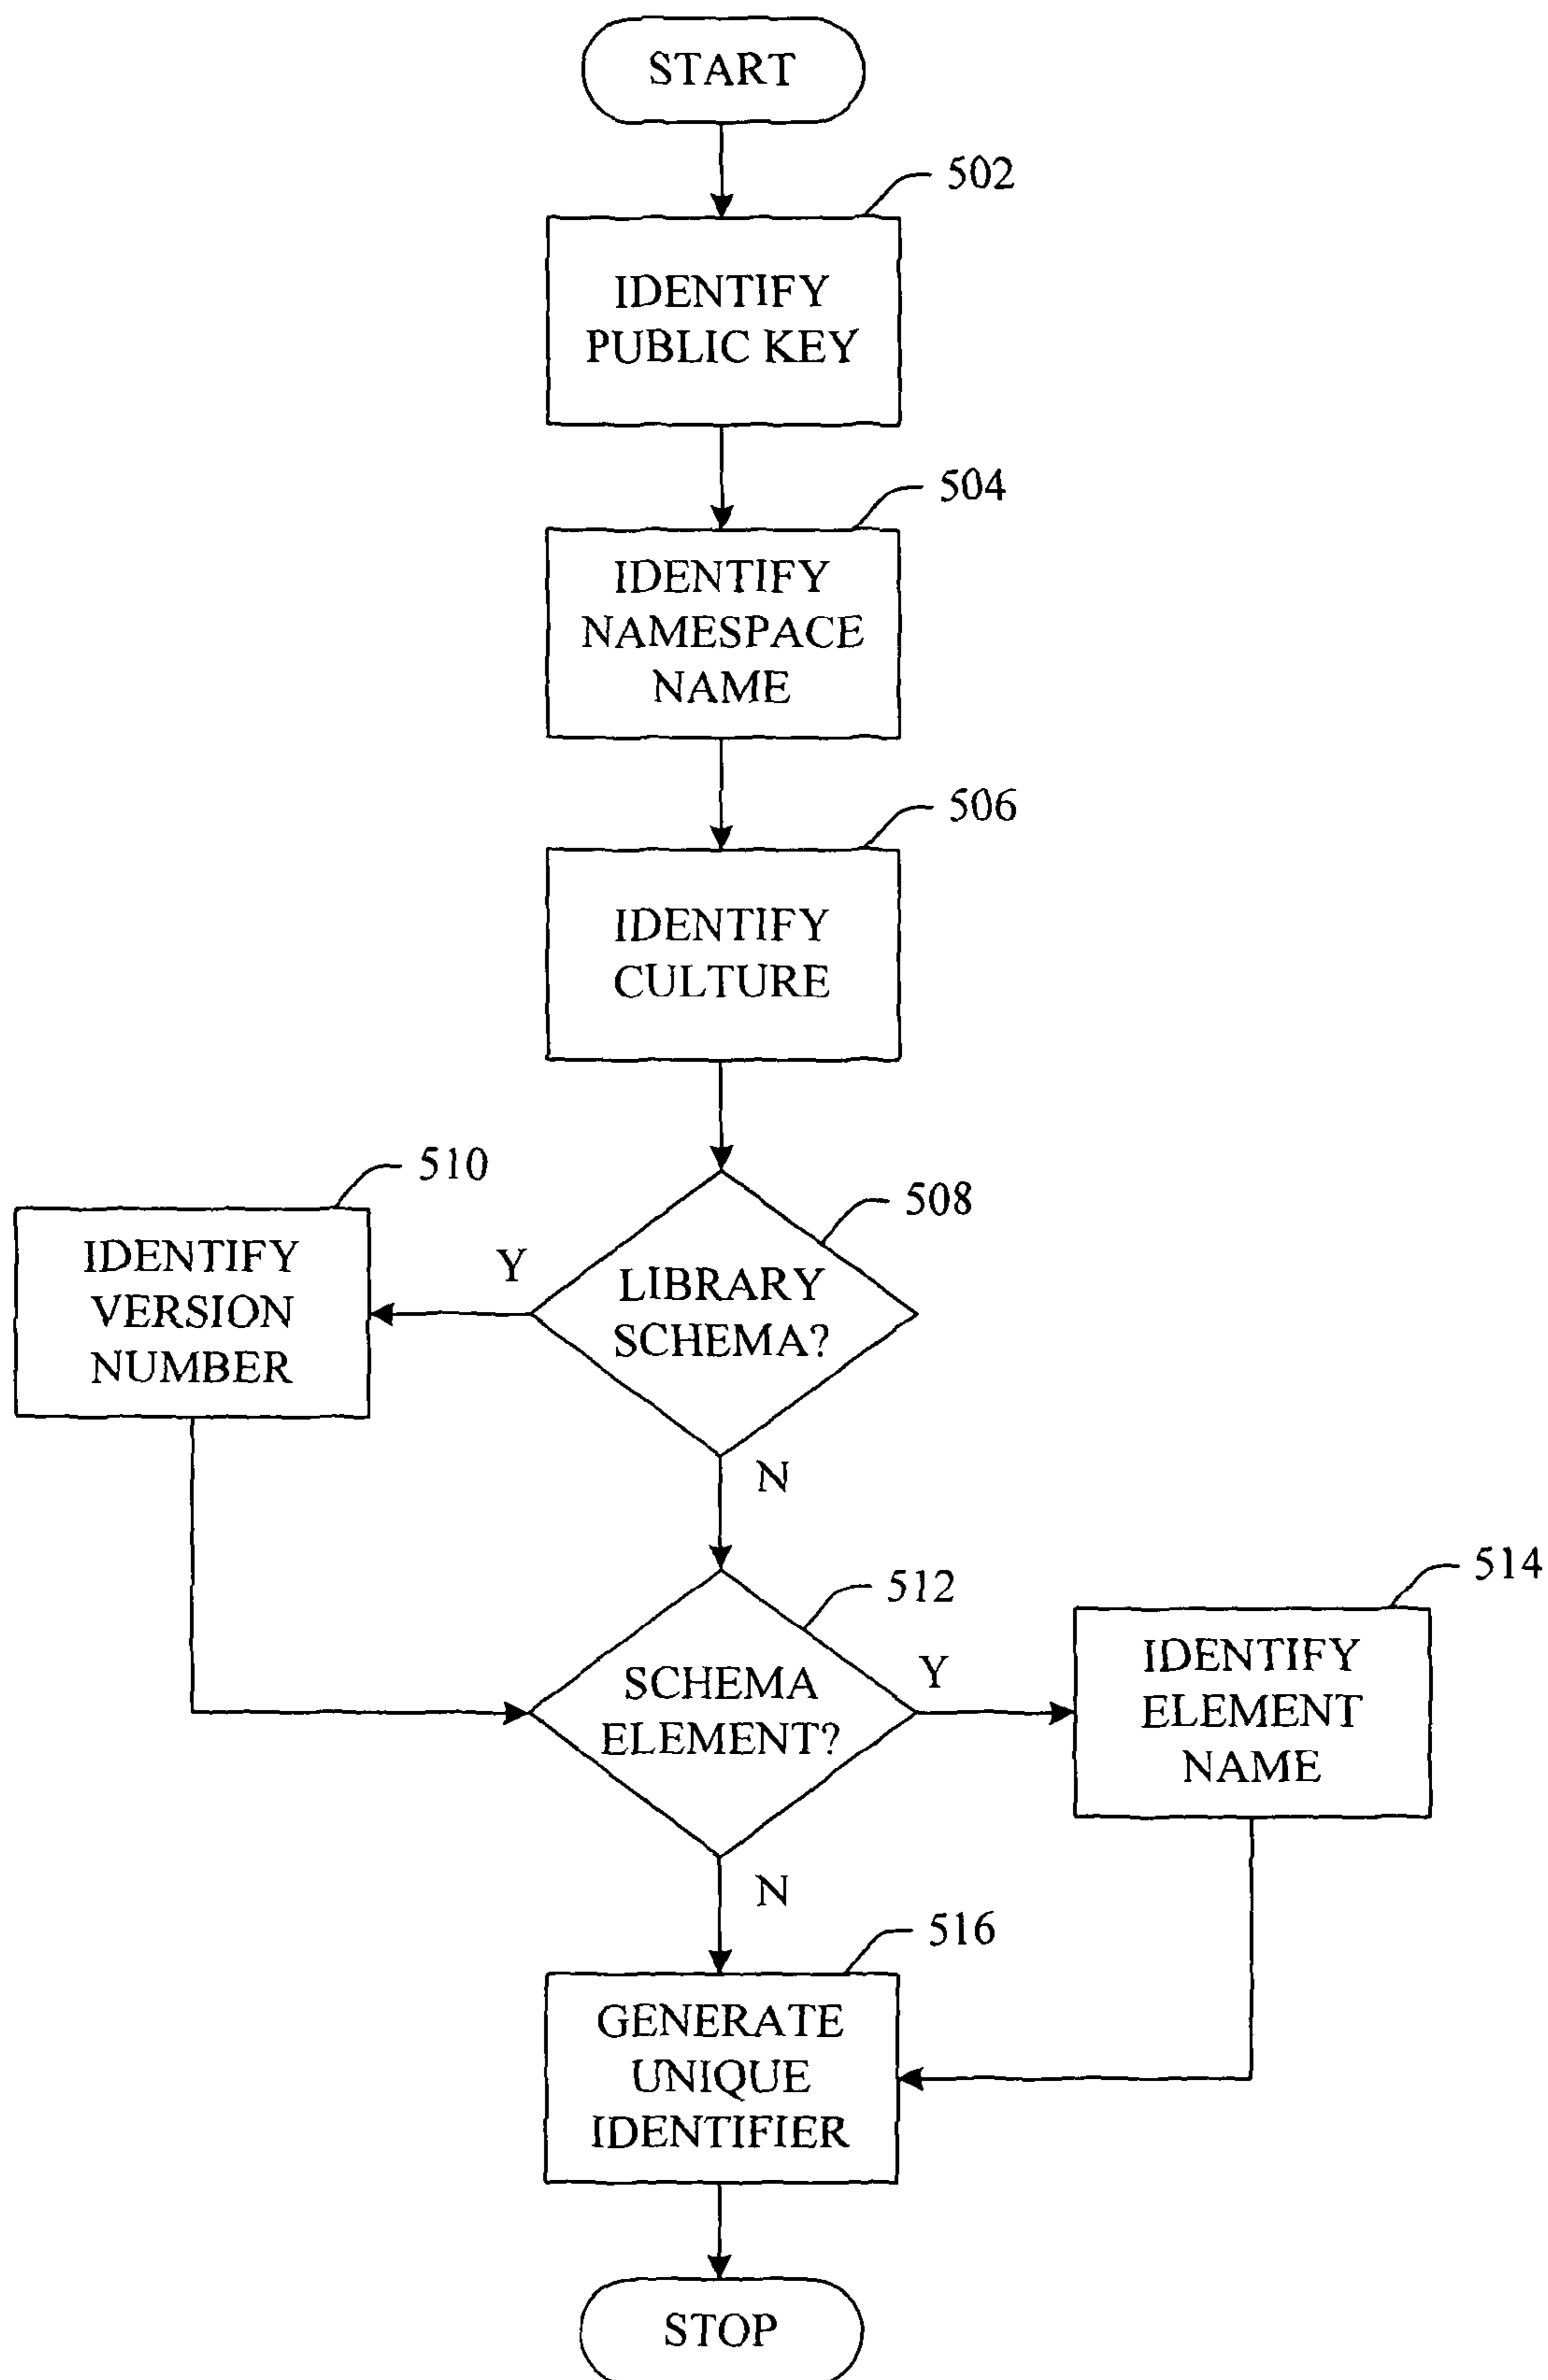 START
502
IDENTIFY
PUBLIC KEY
504
IDENTIFY
NAMESPACE
NAME
506
IDENTIFY
CULTURE
510
508
IDENTIFY
VERSION
NUMBER
Y
LIBRARY
SCHEMA?
N
512
514
SCHEMA
ELEMENT?
Y
IDENTIFY
ELEMENT
NAME
N
516
GENERATE
UNIQUE
IDENTIFIER
STOP